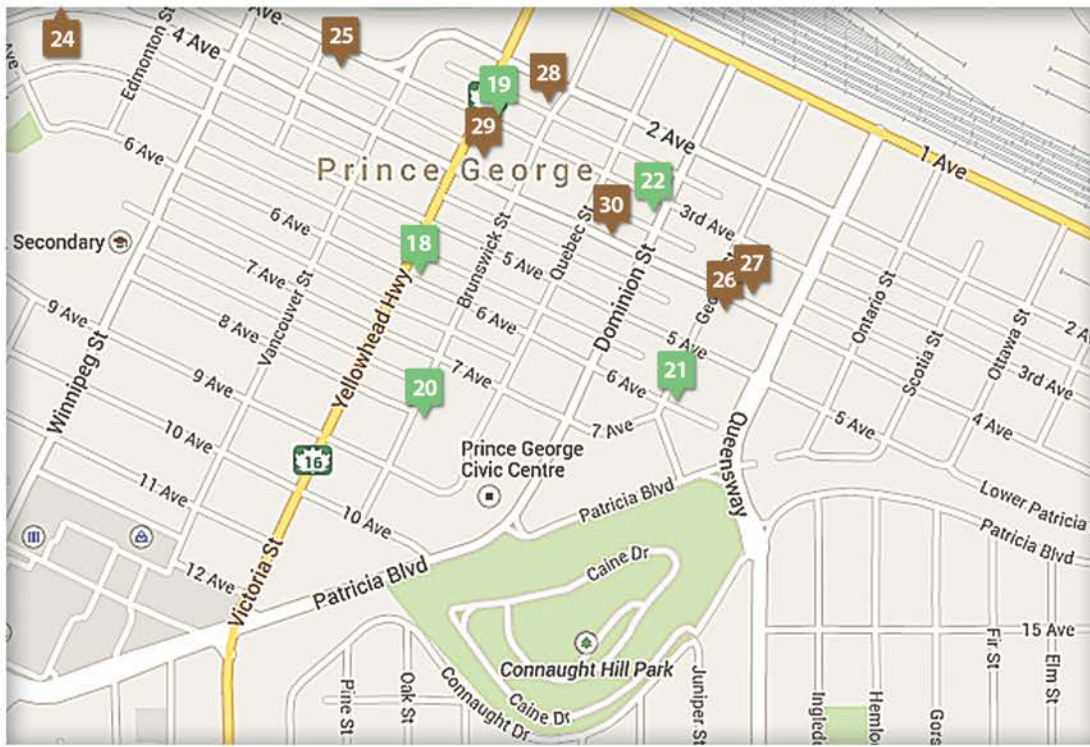 24
25
4 Ave
Ave
Edmonton St
28
19
29
2 Ave
1 Ave
6 Ave
Prince George
22
30
3rd Ave
Secondary
18
6 Ave
Quebec St
Brunswick St
5 Ave
27
26
7 Ave
Vancouver St
Yellowhead Hwy
Dominion St
Ontario St
Scotia St
Ottawa St
9 Ave
8 Ave
6 Ave
5 Ave
2 A
3rd Ave
Winnipeg St
9 Ave
7 Ave
20
6 Ave
21
4 Ave
10 Ave
7 Ave
5 Ave
Queensway
Prince George
Civic Centre
16
11 Ave
10 Ave
Patricia Blvd
Lower Patricia
Patricia Blvd
12 Ave
Victoria St
Patricia Blvd
Caine Dr
15 Ave
Connaught Hill Park
Pine St
Oak St
Connaught Dr
Caine Dr
Juniper St
Ingled
Hemlo
Gors
Fir St
Elm St